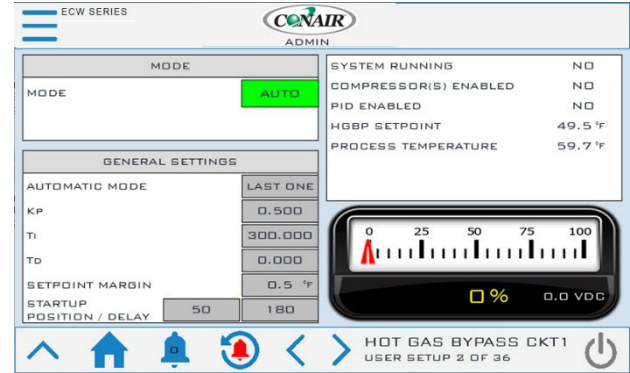 ECW SERIES
CONAIR
ADMIN
MODE
MODE AUTO
GENERAL SETTINGS
AUTOMATIC MODE LAST ONE
KP 0.500
TI 300.000
TD 0.000
SETPOINT MARGIN 0.5 °F
STARTUP
POSITION / DELAY 50 180
SYSTEM RUNNING NO
COMPRESSOR(S) ENABLED NO
PID ENABLED NO
HGBP SETPOINT 49.5 °F
PROCESS TEMPERATURE 59.7 °F
0 25 50 75 100
0 % 0.0 VDC
0
HOT GAS BYPASS CKT1
USER SETUP 2 OF 36